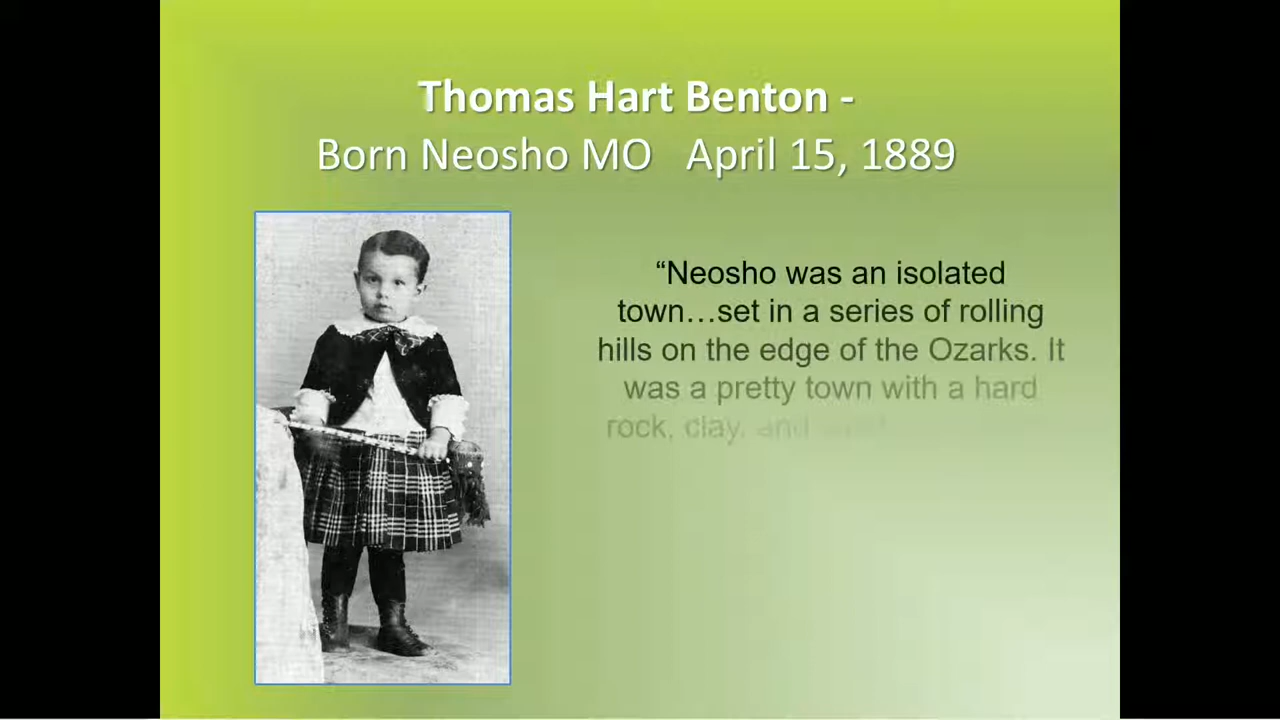 Thomas Hart Benton -
Born Neosho MO   April 15, 1889
“Neosho was an isolated
town…set in a series of rolling
hills on the edge of the Ozarks. It
was a pretty town with a hard
rock, clay, and